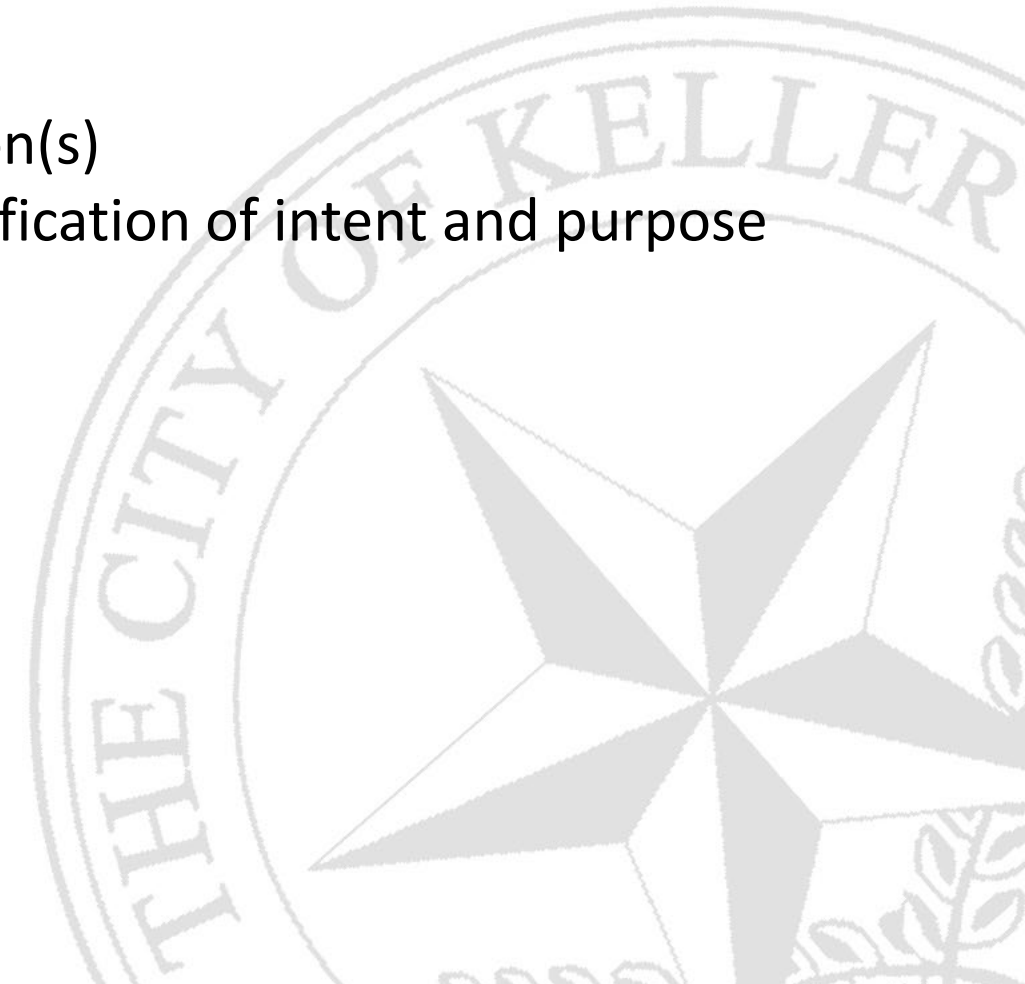 n(s)
fication of intent and purpose
THE CITY OF KELLER